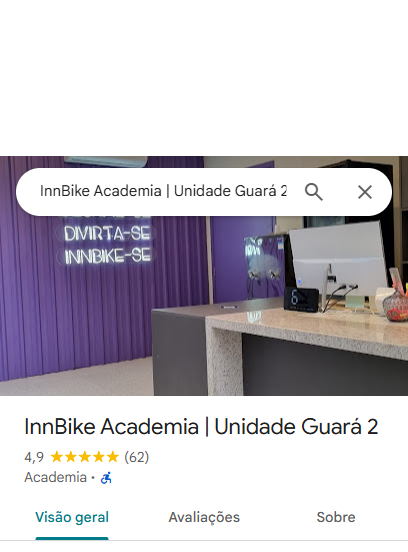 InnBike Academia | Unidade Guará 2
DIVIRTA-SE
INNBIKE-SE
InnBike Academia | Unidade Guará 2
4,9 (62)
Academia ·
Visão geral Avaliações Sobre